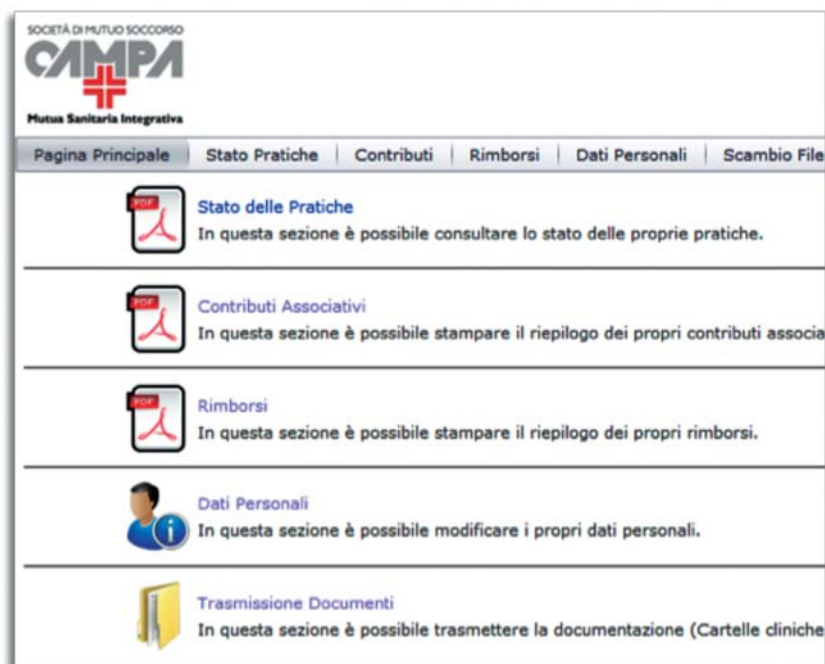 SOCIETÀ DI MUTUO SOCCORSO
CAMPA
Mutua Sanitaria Integrativa
Pagina Principale | Stato Pratiche | Contributi | Rimborsi | Dati Personali | Scambio File
PDF
Stato delle Pratiche
In questa sezione è possibile consultare lo stato delle proprie pratiche.
PDF
Contributi Associativi
In questa sezione è possibile stampare il riepilogo dei propri contributi associa
PDF
Rimborsi
In questa sezione è possibile stampare il riepilogo dei propri rimborsi.
Dati Personali
In questa sezione è possibile modificare i propri dati personali.
Trasmissione Documenti
In questa sezione è possibile trasmettere la documentazione (Cartelle cliniche